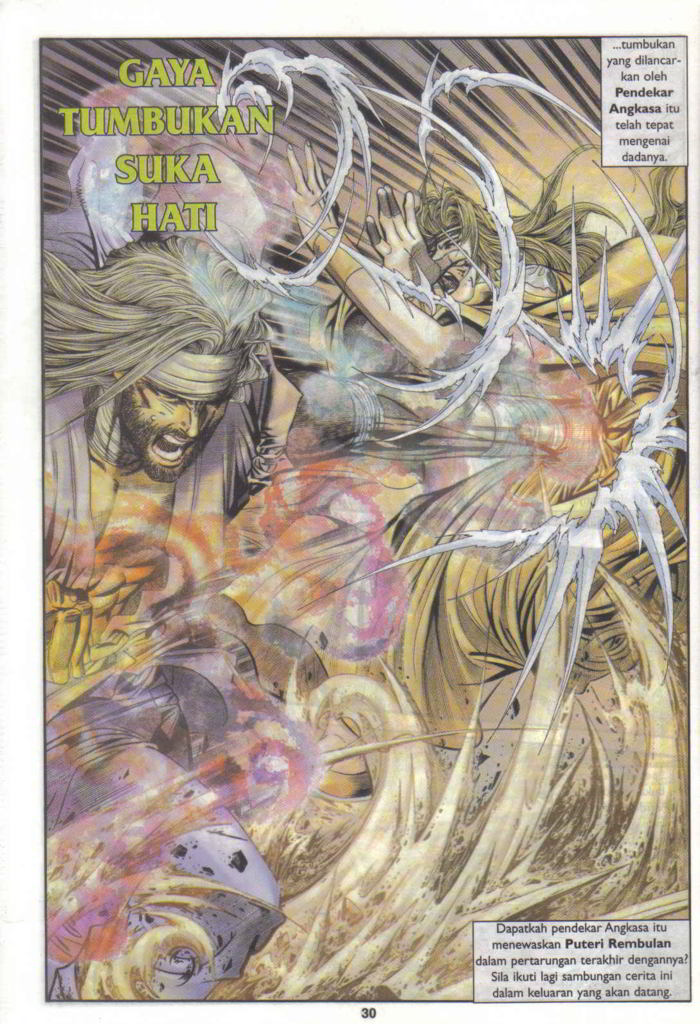 GAYA
TUMBUKAN
SUKA
HATI
...tumbukan
yang dilancar-
kan oleh
Pendekar
Angkasa itu
telah tepat
mengenai
dadanya.
Dapatkah pendekar Angkasa itu
menewaskan Puteri Rembulan
dalam pertarungan terakhir dengannya?
Sila ikuti lagi sambungan cerita ini
dalam keluaran yang akan datang.
30